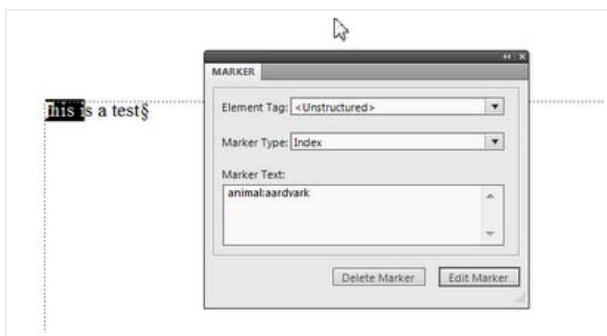 MARKER
this is a test§
Element Tag: <Unstructured>
Marker Type: Index
Marker Text:
animal:aardvark
Delete Marker
Edit Marker